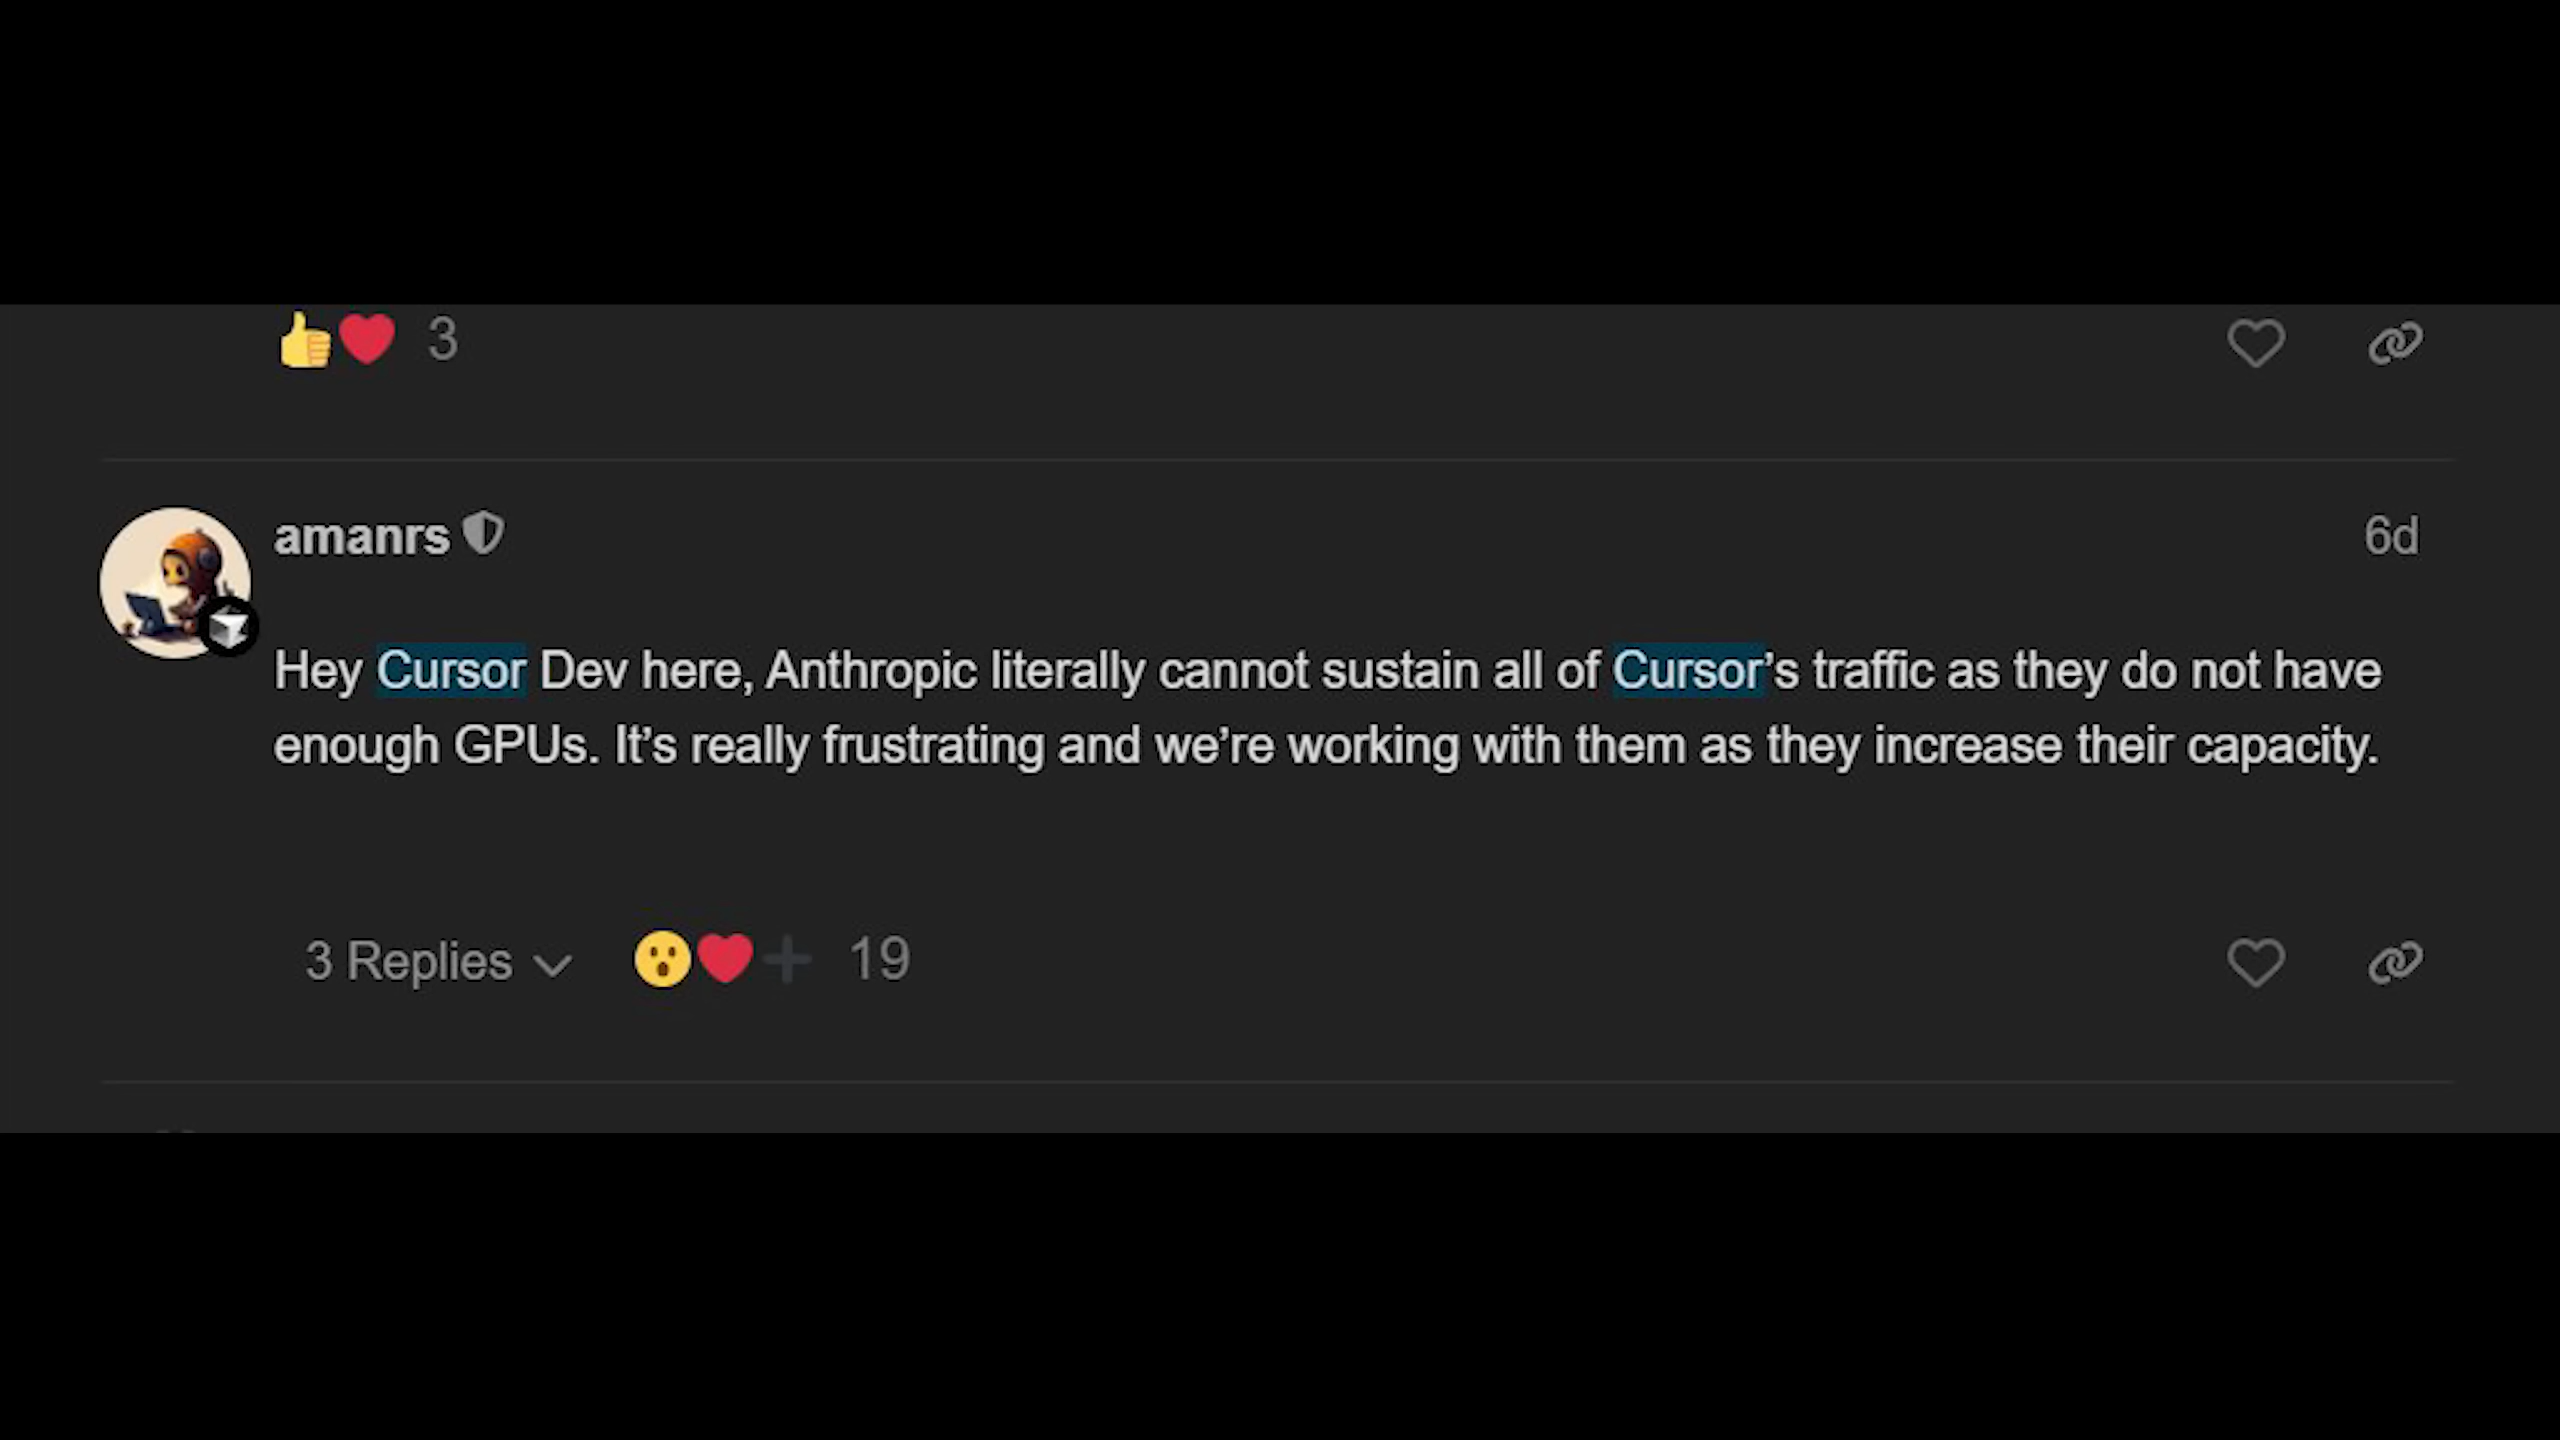 3
amanrs
6d
Hey Cursor Dev here, Anthropic literally cannot sustain all of Cursor’s traffic as they do not have
enough GPUs. It’s really frustrating and we’re working with them as they increase their capacity.
3 Replies
19